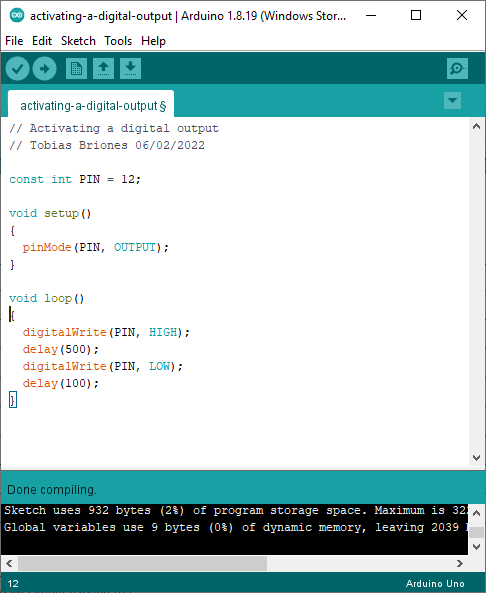 activating-a-digital-output | Arduino 1.8.19 (Windows Stor...
File Edit Sketch Tools Help
activating-a-digital-output §
// Activating a digital output
// Tobias Briones 06/02/2022
const int PIN = 12;
void setup()
{
  pinMode(PIN, OUTPUT);
}
void loop()
{
  digitalWrite(PIN, HIGH);
  delay(500);
  digitalWrite(PIN, LOW);
  delay(100);
}
Done compiling.
Sketch uses 932 bytes (2%) of program storage space. Maximum is
Global variables use 9 bytes (0%) of dynamic memory, leaving 2039
12 Arduino Uno